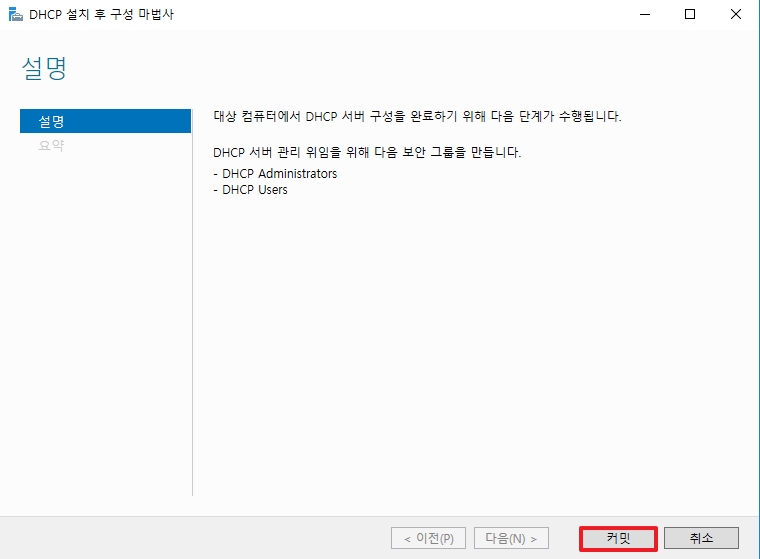 DHCP 설치 후 구성 마법사
설명
설명
요약
대상 컴퓨터에서 DHCP 서버 구성을 완료하기 위해 다음 단계가 수행됩니다.
DHCP 서버 관리 위임을 위해 다음 보안 그룹을 만듭니다.
- DHCP Administrators
- DHCP Users
< 이전(P)
다음(N) >
커밋
취소